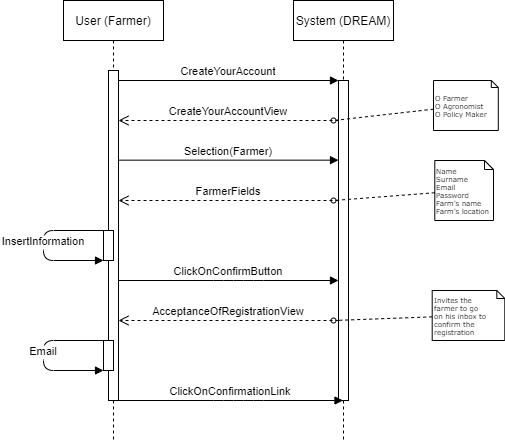 User (Farmer)
System (DREAM)
CreateYourAccount
CreateYourAccountView
O Farmer
O Agronomist
O Policy Maker
Selection(Farmer)
FarmerFields
Name
Surname
Email
Password
Farm's name
Farm's location
InsertInformation
ClickOnConfirmButton
AcceptanceOfRegistrationView
Invites the
farmer to go
on his inbox to
confirm the
registration
Email
ClickOnConfirmationLink